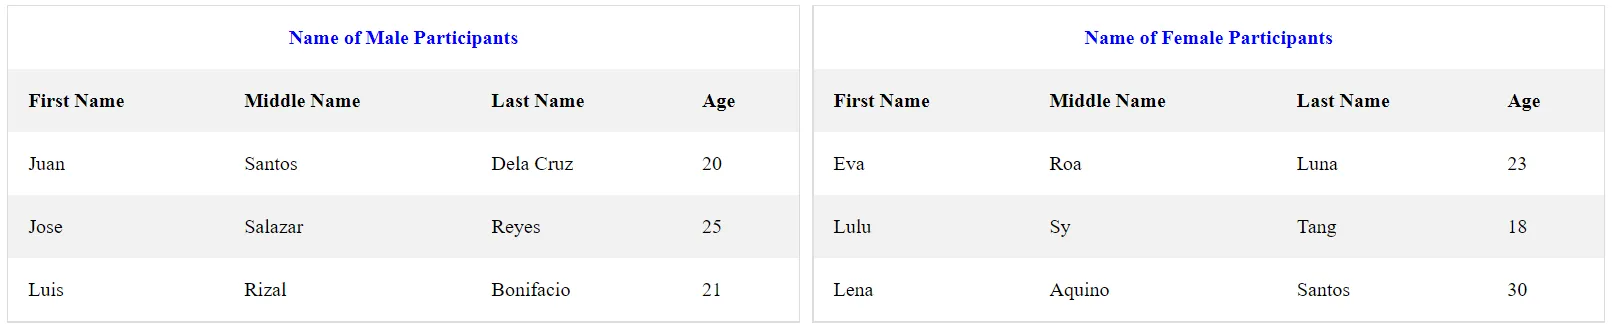 Name of Male Participants
First Name Middle Name Last Name Age
Juan Santos Dela Cruz 20
Jose Salazar Reyes 25
Luis Rizal Bonifacio 21
Name of Female Participants
First Name Middle Name Last Name Age
Eva Roa Luna 23
Lulu Sy Tang 18
Lena Aquino Santos 30